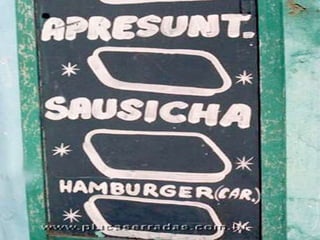 APRESUNT.
SAUSICHA
HAMBURGER(CAR.)
www.placaserradas.com.br